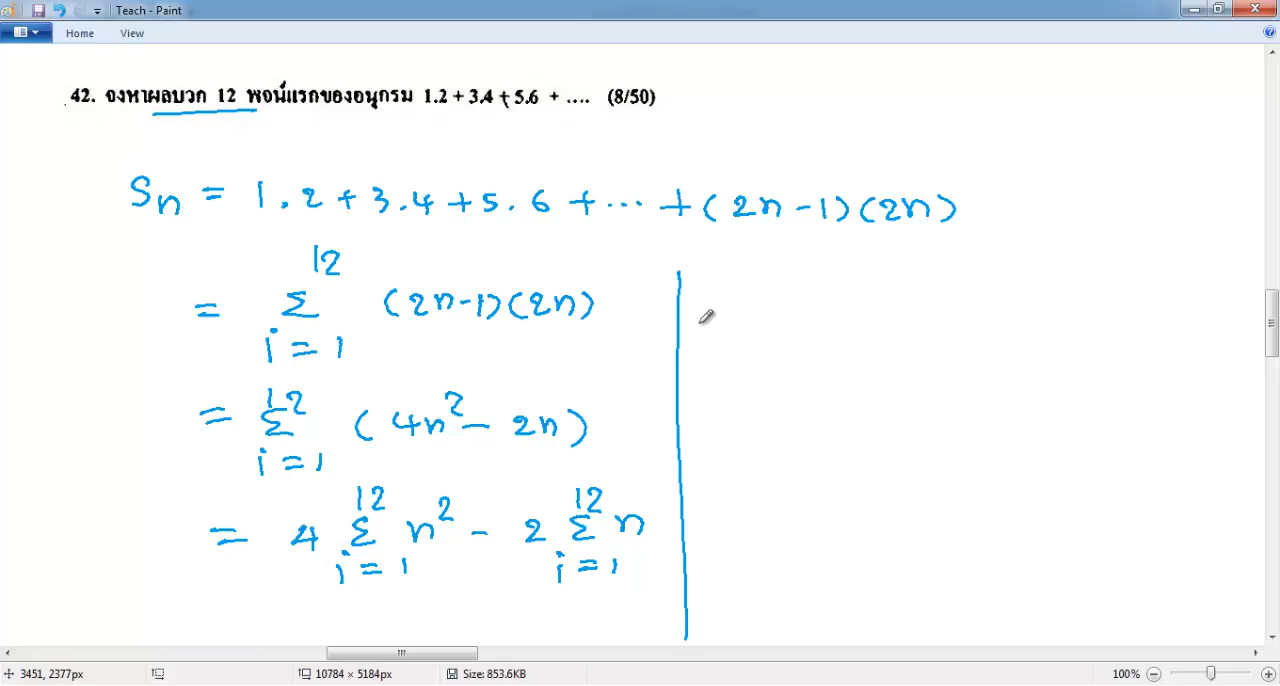 Teach - Paint
Home View
42. จงหาผลบวก 12 พจน์แรกของอนุกรม 1.2 + 3.4 + 5.6 + .... (8/50)
Sn = 1.2 + 3.4 + 5.6 + ... + (2n-1)(2n)
12
= Σ (2n-1)(2n)
i = 1
12
= Σ (4n² - 2n)
i = 1
12 12
= 4 Σ n² - 2 Σ n
i = 1 i = 1
3451, 2377px 10784 × 5184px Size: 853.6KB 100%